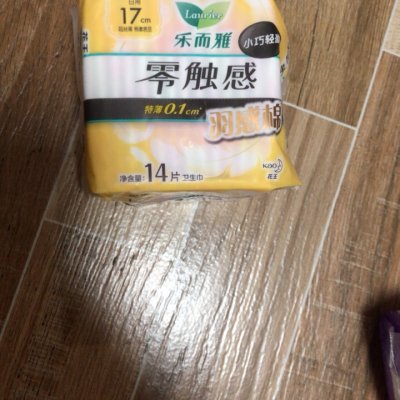 日用
17cm
Laurier
乐而雅
小巧轻
零触感
特薄0.1cm
羽感棉
净含量:14片卫生巾
Kao
花王